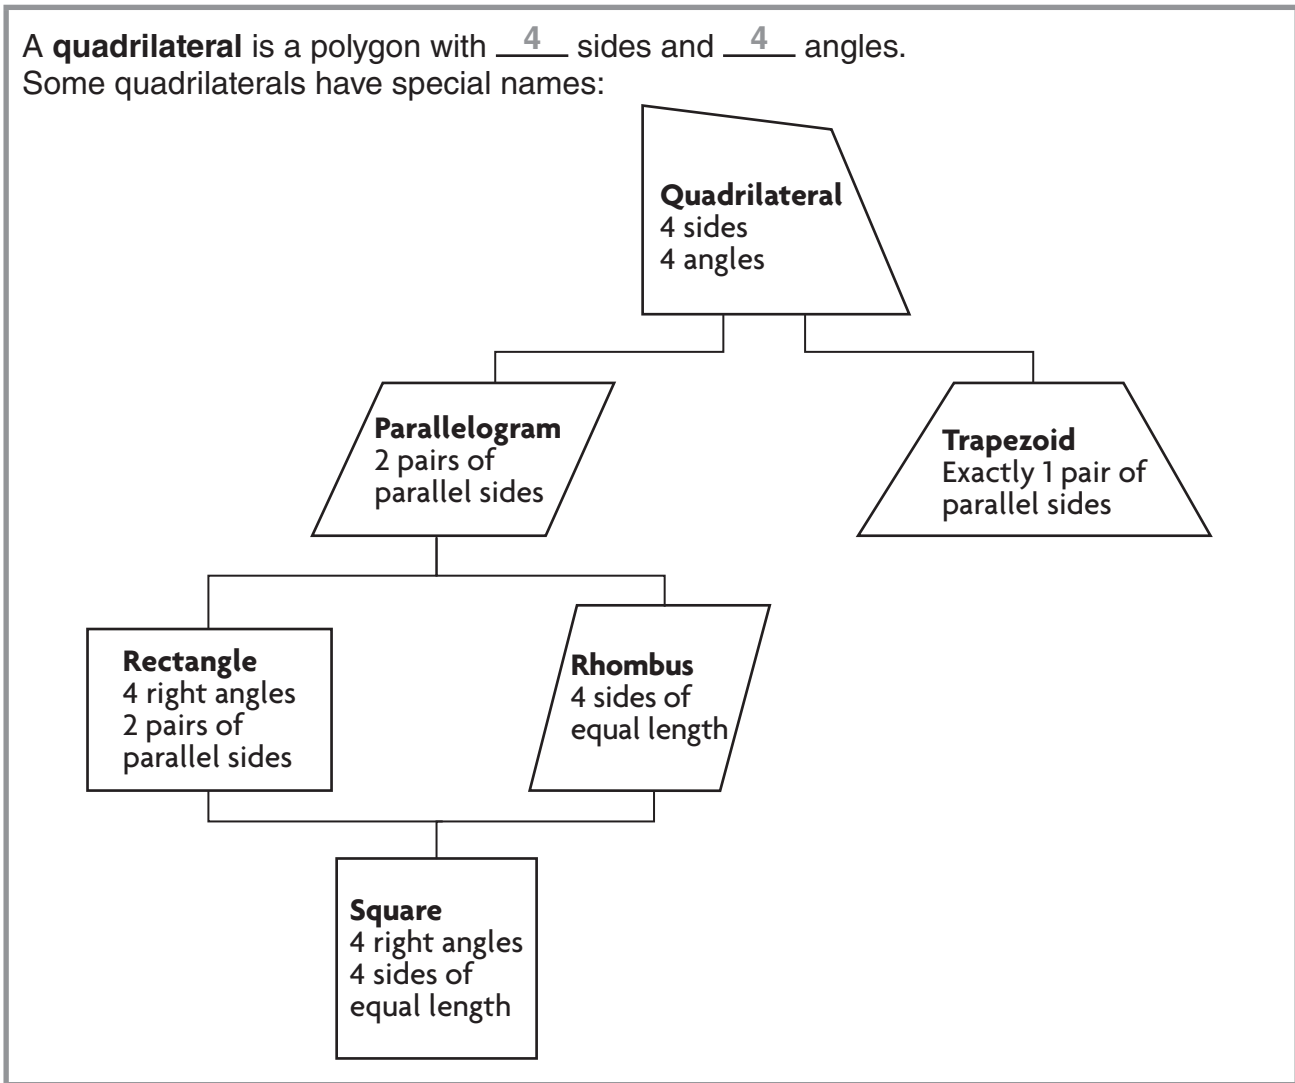 A quadrilateral is a polygon with 4 sides and 4 angles.
Some quadrilaterals have special names:
Quadrilateral
4 sides
4 angles
Parallelogram
2 pairs of
parallel sides
Trapezoid
Exactly 1 pair of
parallel sides
Rectangle
4 right angles
2 pairs of
parallel sides
Rhombus
4 sides of
equal length
Square
4 right angles
4 sides of
equal length